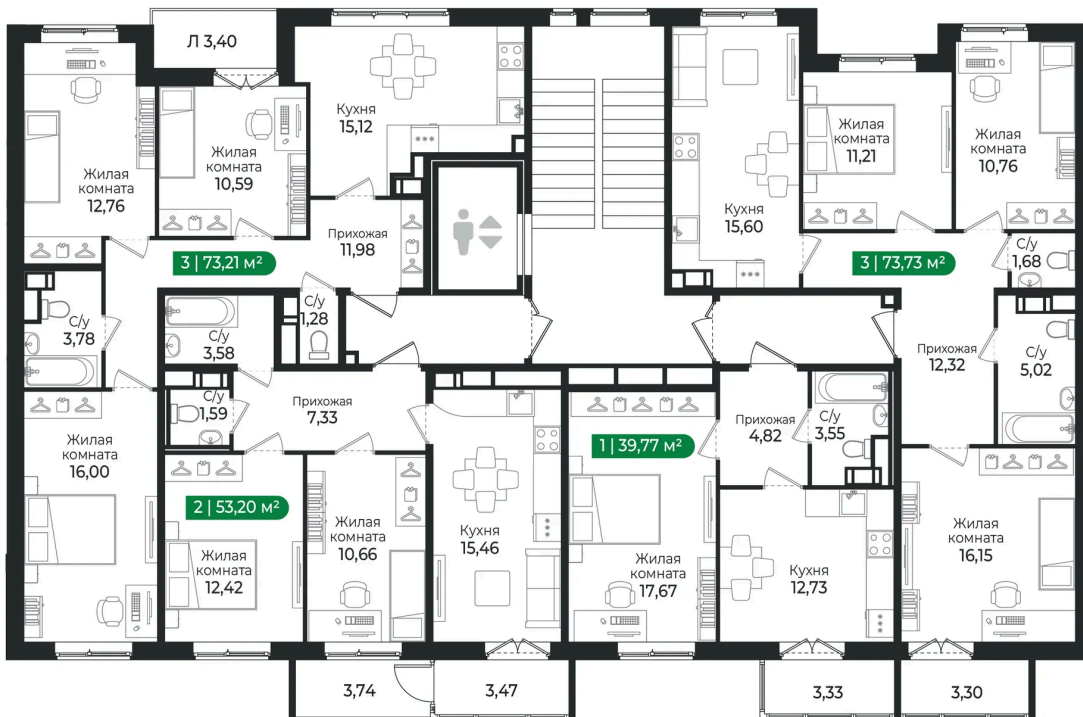 Л 3,40
Кухня
15,12
Жилая
комната
12,76
Жилая
комната
10,59
Прихожая
11,98
3 | 73,21 м²
С/у
3,78
С/у
3,58
С/у
1,28
С/у
1,59
Прихожая
7,33
Жилая
комната
16,00
2 | 53,20 м²
Жилая
комната
12,42
Жилая
комната
10,66
Кухня
15,46
3,74
3,47
Кухня
15,60
Жилая
комната
11,21
Жилая
комната
10,76
3 | 73,73 м²
С/у
1,68
Прихожая
12,32
С/у
5,02
1 | 39,77 м²
Прихожая
4,82
С/у
3,55
Жилая
комната
17,67
Кухня
12,73
Жилая
комната
16,15
3,33
3,30